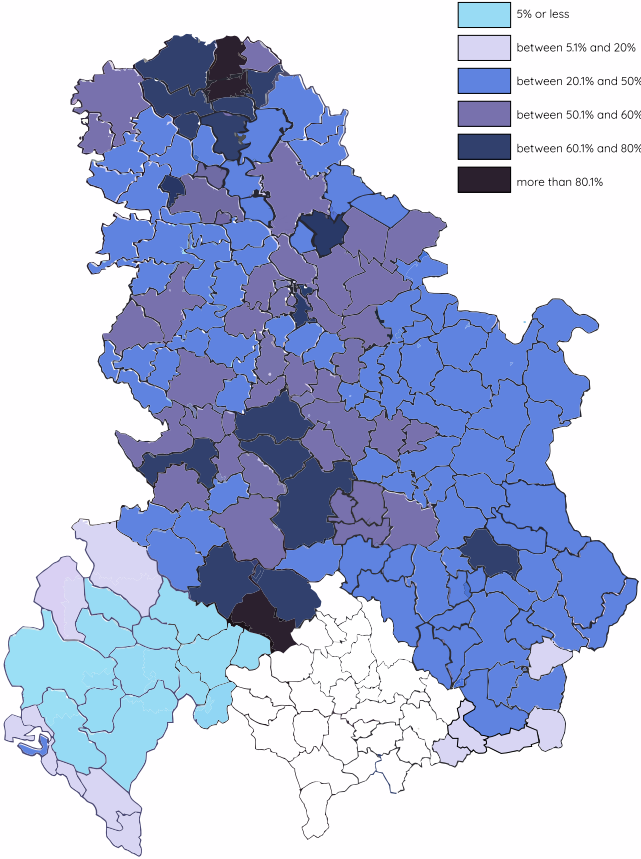 5% or less
between 5.1% and 20%
between 20.1% and 50%
between 50.1% and 60%
between 60.1% and 80%
more than 80.1%